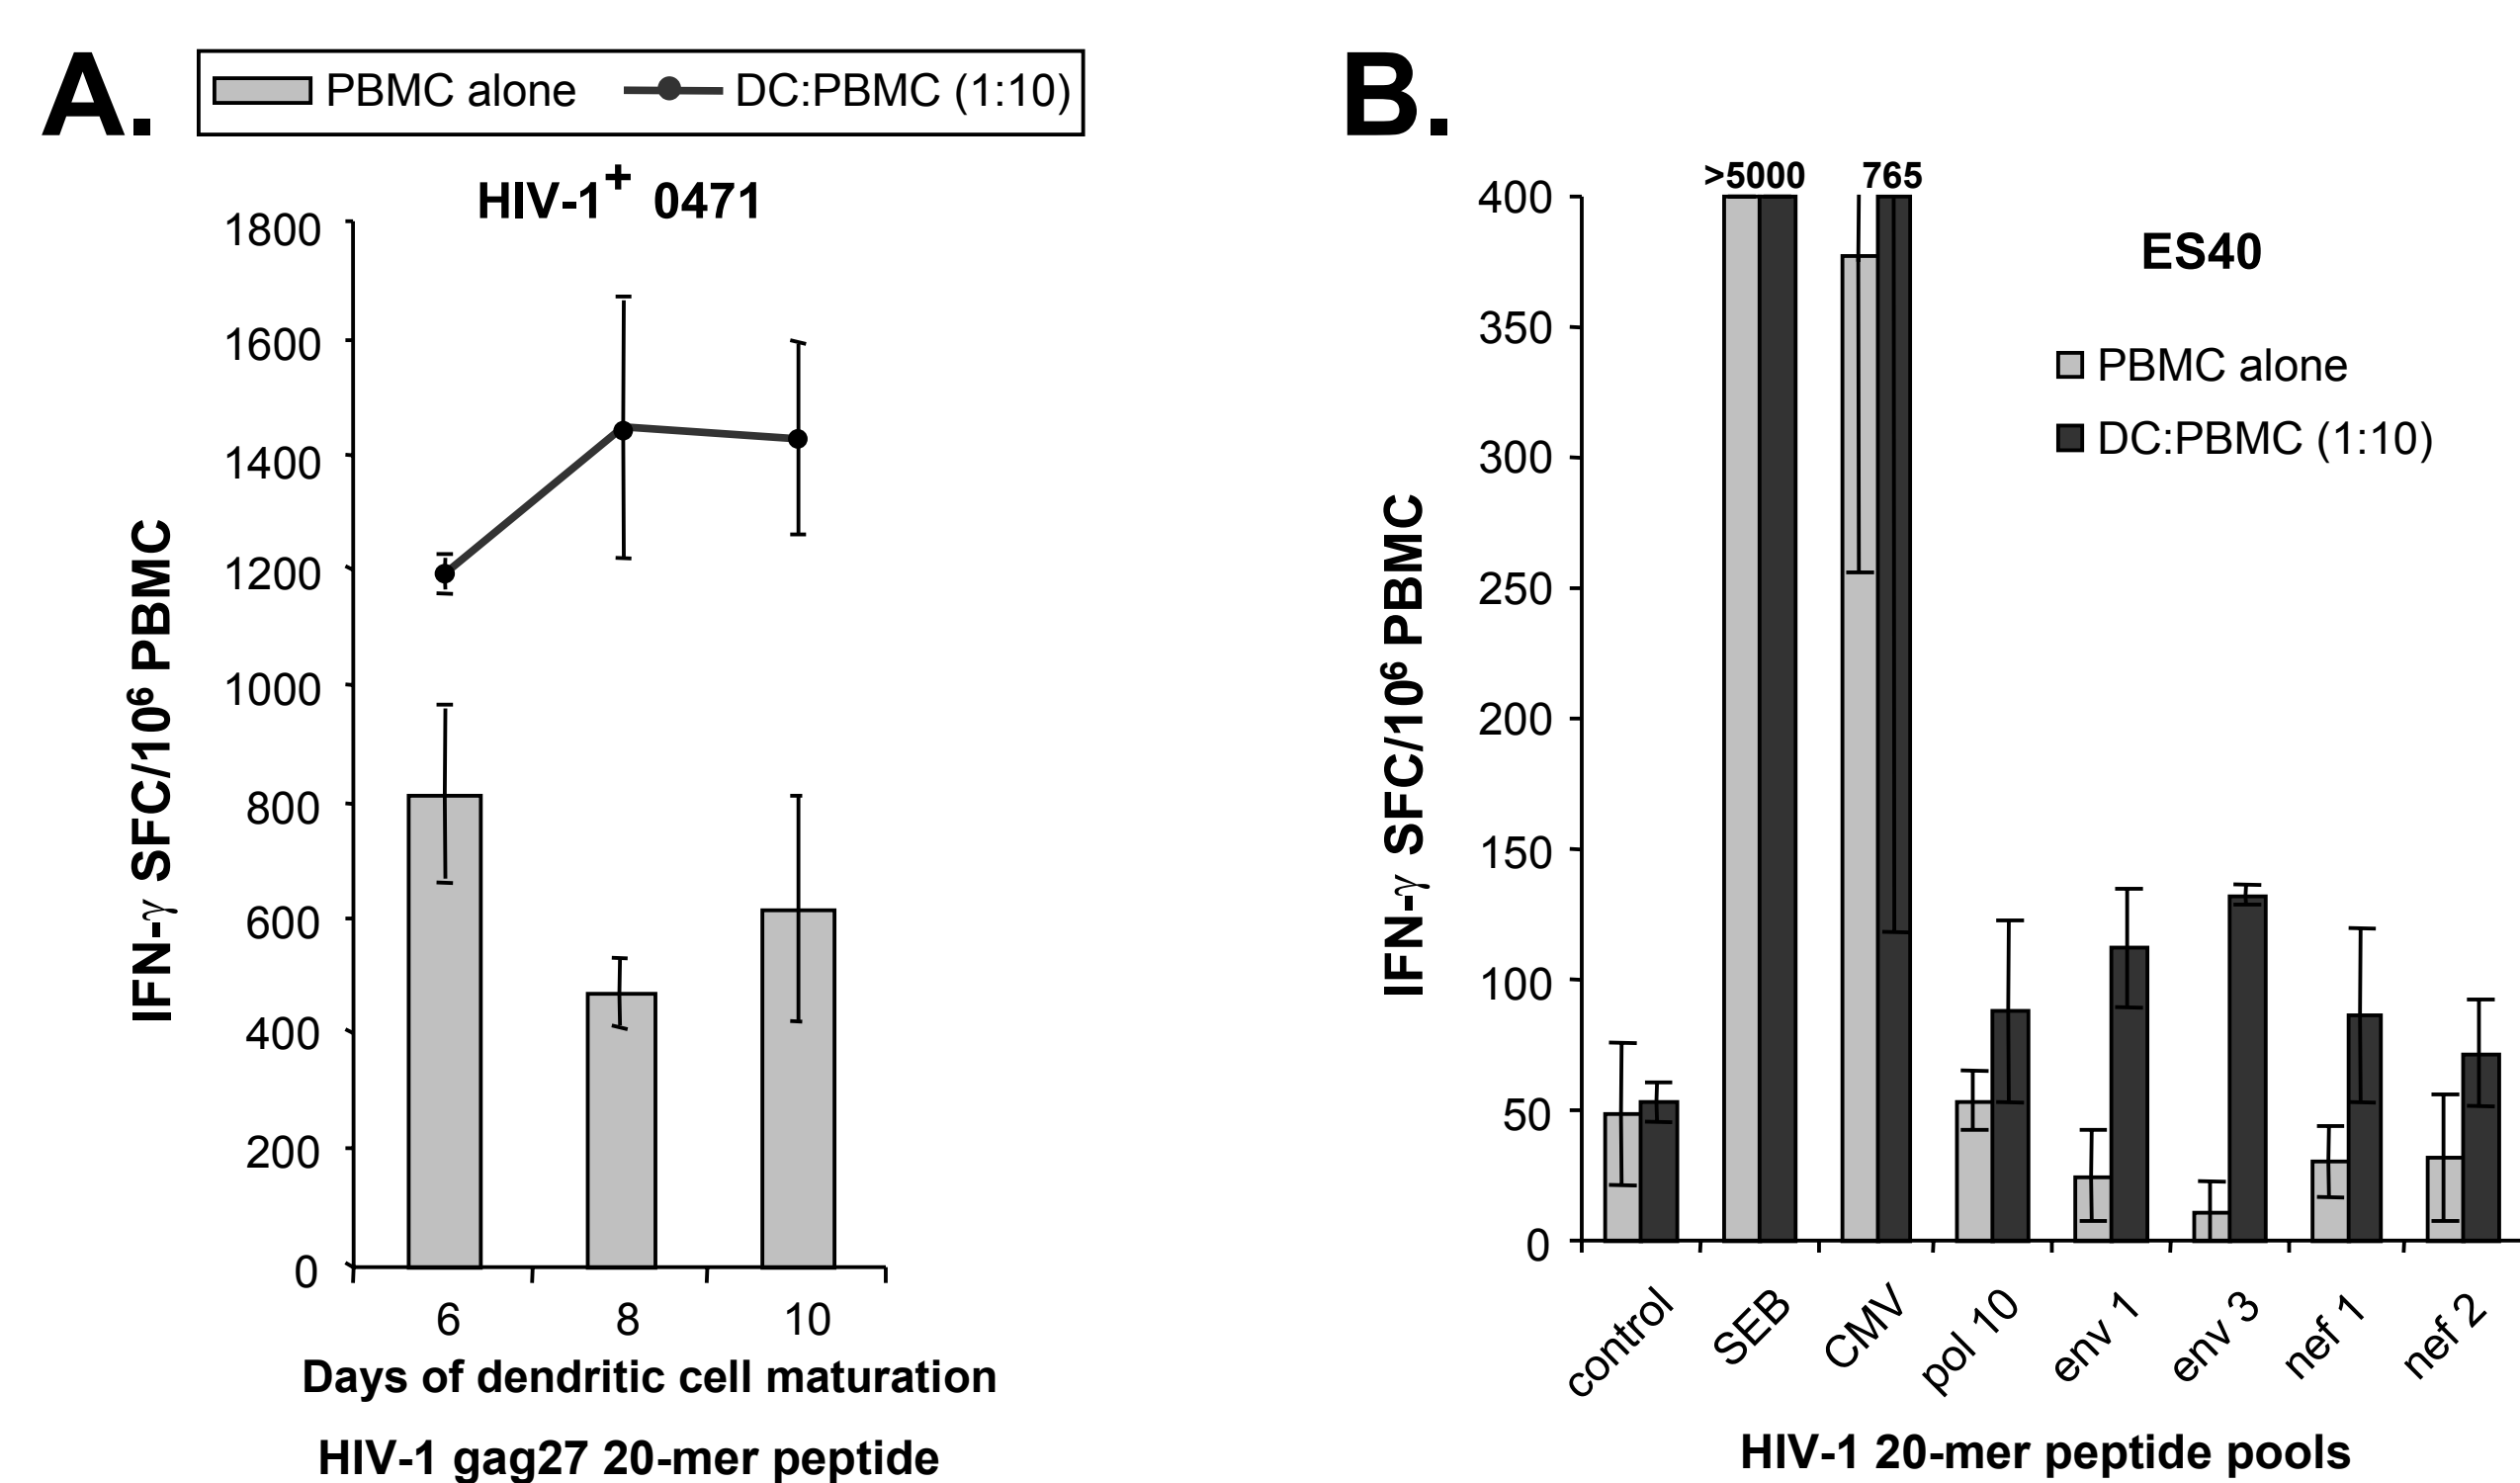 A.
PBMC alone
DC:PBMC (1:10)
HIV-1+ 0471
1800
1600
1400
1200
1000
800
600
400
200
0
IFN-γ SFC/10⁶ PBMC
6
8
10
Days of dendritic cell maturation
HIV-1 gag27 20-mer peptide
B.
>5000
765
400
350
300
250
200
150
100
50
0
IFN-γ SFC/10⁶ PBMC
ES40
PBMC alone
DC:PBMC (1:10)
control
SEB
CMV
pol 10
env 1
env 3
nef 1
nef 2
HIV-1 20-mer peptide pools